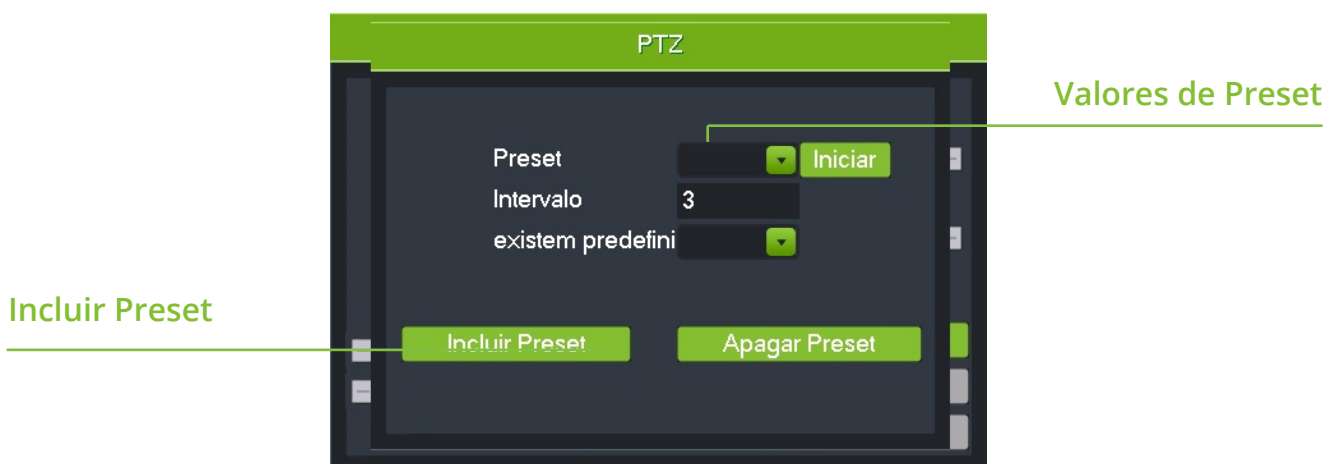 PTZ
Valores de Preset
Preset
Iniciar
Intervalo
3
existem predefini
Incluir Preset
Incluir Preset
Apagar Preset